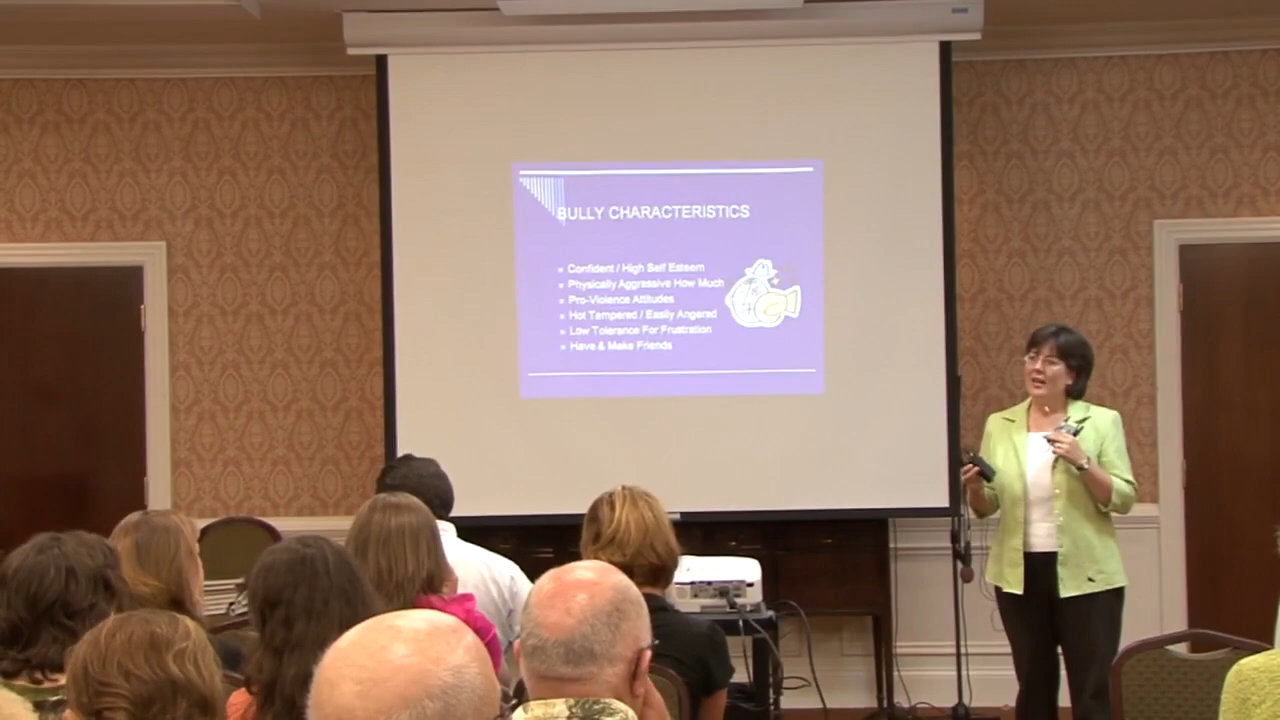 BULLY CHARACTERISTICS
Confident / High Self Esteem
Physically Aggressive How Much
Pro-Violence Attitudes
Hot Tempered / Easily Angered
Low Tolerance For Frustration
Have & Make Friends